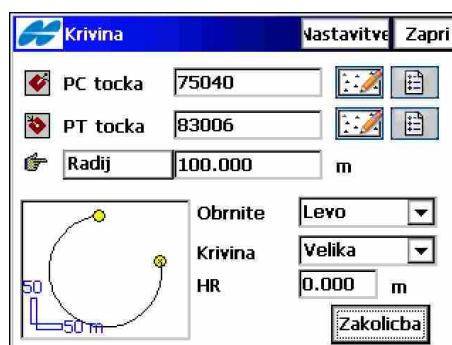 Krivina Nastavitve Zapri
PC tocka 75040
PT tocka 83006
Radij 100.000 m
Obrnite Levo
Krivina Velika
HR 0.000 m
50
50 m
Zakolicba